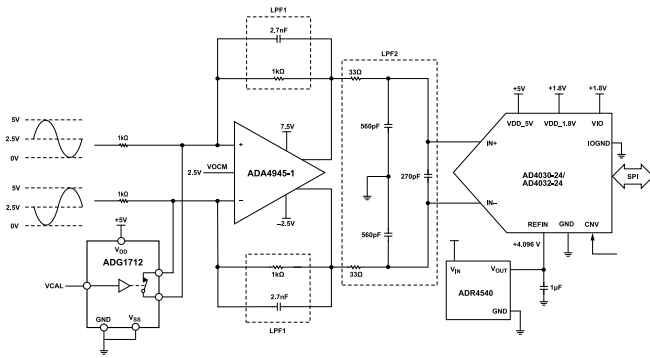 LPF1
2.7nF
1kΩ
LPF2
33Ω
5V
2.5V
0V
1kΩ
7.5V
+
VOCM
2.5V
ADA4945-1
−
−2.5V
560pF
270pF
560pF
+5V
+1.8V
+1.8V
VDD_5V
VDD_1.8V
VIO
IOGND
IN+
AD4030-24/
AD4032-24
SPI
IN−
REFIN
GND
CNV
5V
2.5V
0V
1kΩ
+5V
VDD
ADG1712
VCAL
GND
VSS
1kΩ
33Ω
2.7nF
LPF1
+4.096 V
VIN
VOUT
ADR4540
GND
1µF